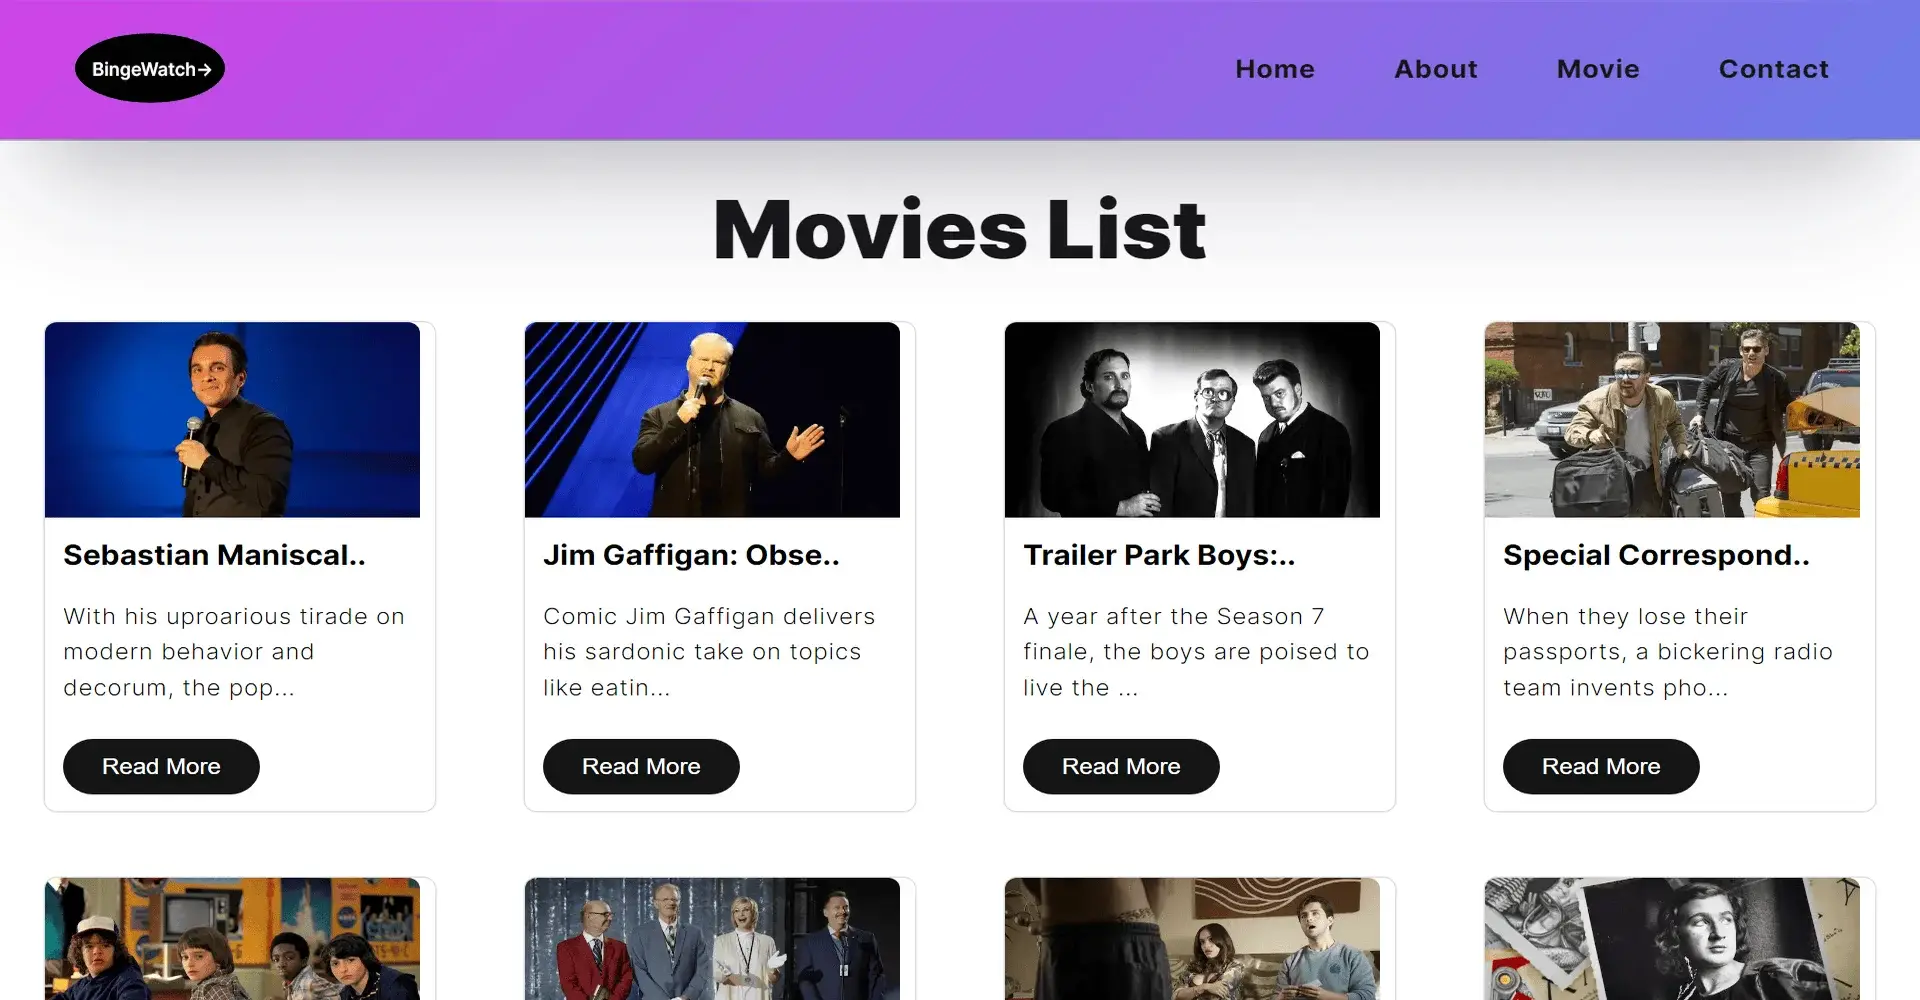 BingeWatch→
Home About Movie Contact
Movies List
Sebastian Maniscal..
With his uproarious tirade on
modern behavior and
decorum, the pop...
Read More
Jim Gaffigan: Obse..
Comic Jim Gaffigan delivers
his sardonic take on topics
like eatin...
Read More
Trailer Park Boys:..
A year after the Season 7
finale, the boys are poised to
live the ...
Read More
Special Correspond..
When they lose their
passports, a bickering radio
team invents pho...
Read More